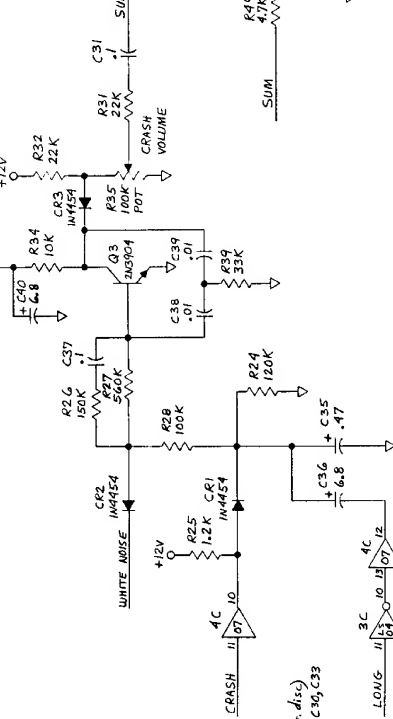 SUM
C31
.1
R31
22K
R4
4.7K
SUM
+12V
R32
22K
CRASH
VOLUME
CR3
1N4454
R35
100K
POT
R34
10K
+ C40
6.8
Q3
2N3904
C39
.01
R39
33K
C38
.01
C37
.1
R26
150K
R27
560K
R28
100K
R24
120K
CR2
1N4454
WHITE NOISE
CR1
1N4454
C35
.47
+
C36
6.8
+
+12V
R25
1.2K
4C
11
07
10
CRASH
4C
13
07
12
3C
11
LS
04
10
LONG
disc)
C30, C33